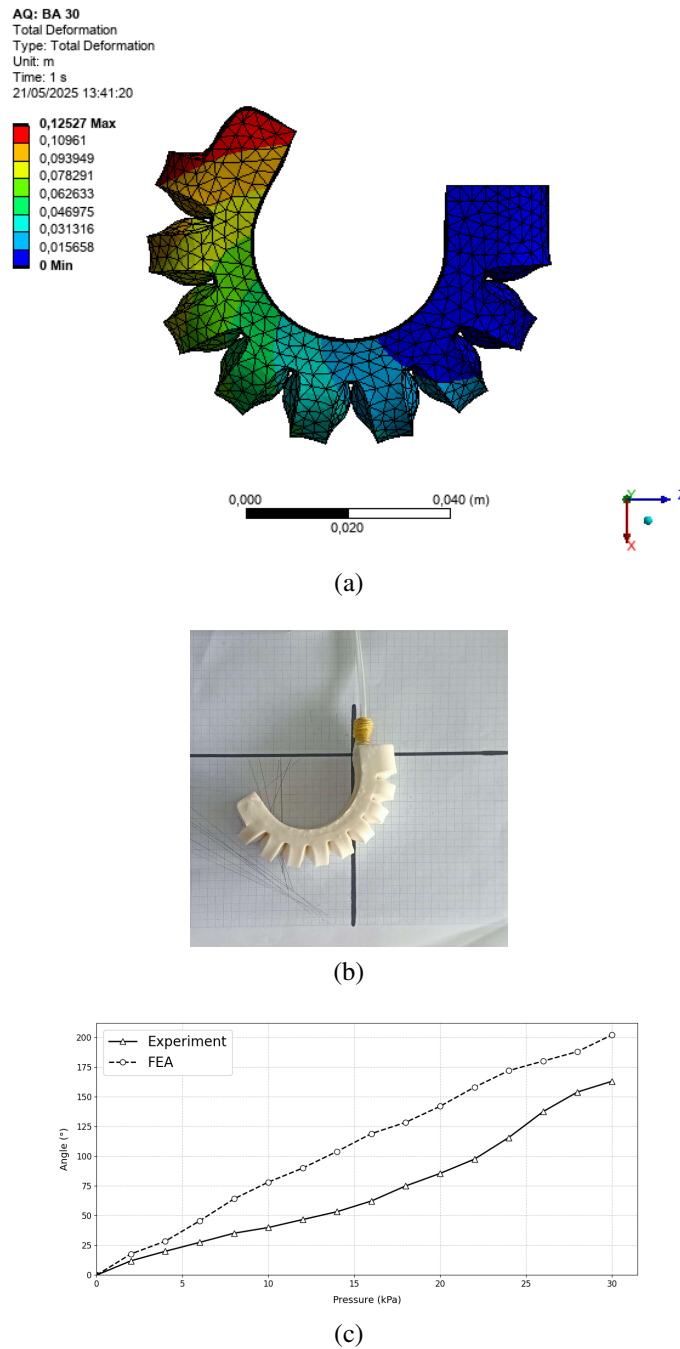 AQ: BA 30
Total Deformation
Type: Total Deformation
Unit: m
Time: 1 s
21/05/2025 13:41:20
0,12527 Max
0,10961
0,093949
0,078291
0,062633
0,046975
0,031316
0,015658
0 Min
0,000
0,040 (m)
0,020
Y
Z
X
(a)
(b)
Experiment
FEA
Angle (°)
200
175
150
125
100
75
50
25
0
0 5 10 15 20 25 30
Pressure (kPa)
(c)